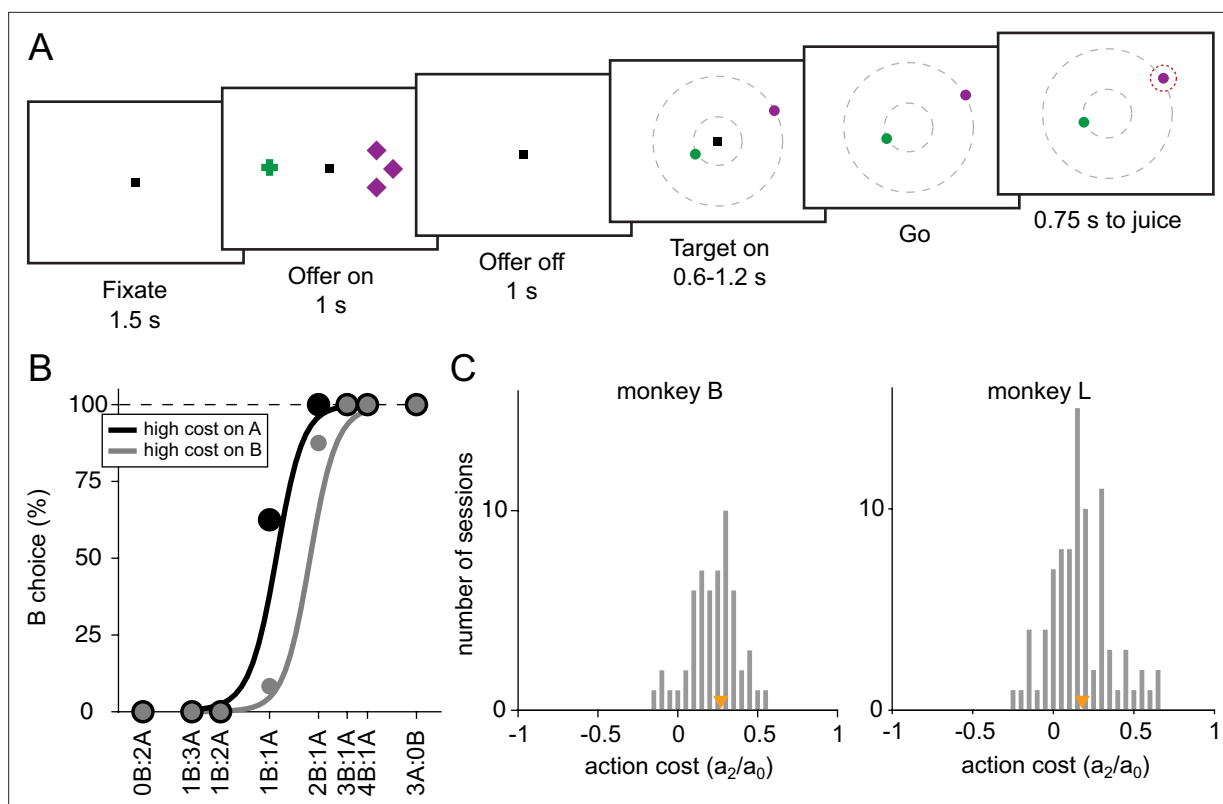 A
Fixate
1.5 s
Offer on
1 s
Offer off
1 s
Target on
0.6-1.2 s
Go
0.75 s to juice
B
high cost on A
high cost on B
B choice (%)
100
75
50
25
0
0B:2A
1B:3A
1B:2A
1B:1A
2B:1A
3B:1A
4B:1A
3A:0B
C
monkey B
number of sessions
10
0
-1
-0.5
0
0.5
1
action cost (a2/a0)
monkey L
10
0
-1
-0.5
0
0.5
1
action cost (a2/a0)